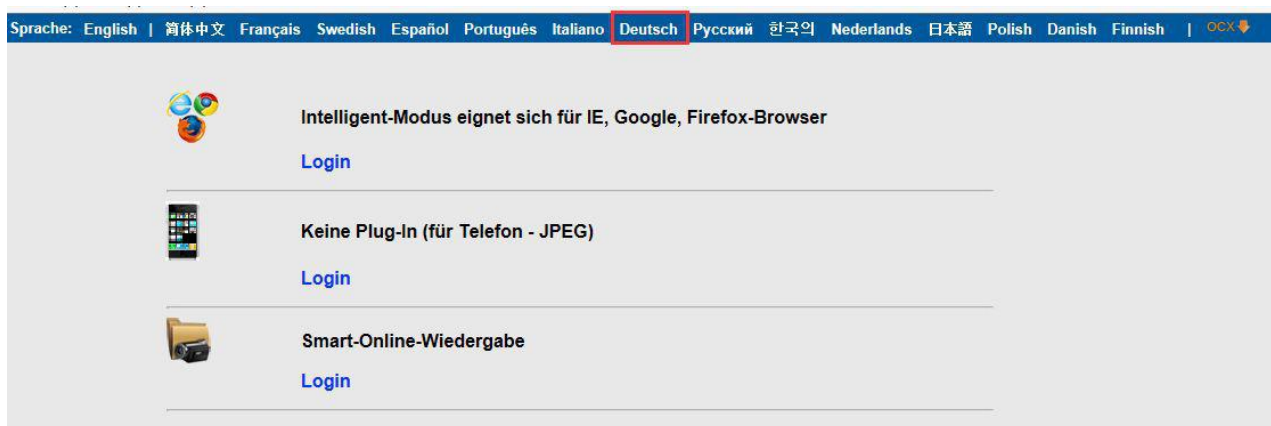 Sprache: English | 简体中文 Français Swedish Español Português Italiano Deutsch Русский 한국의 Nederlands 日本語 Polish Danish Finnish | OCX
Intelligent-Modus eignet sich für IE, Google, Firefox-Browser
Login
Keine Plug-In (für Telefon - JPEG)
Login
Smart-Online-Wiedergabe
Login